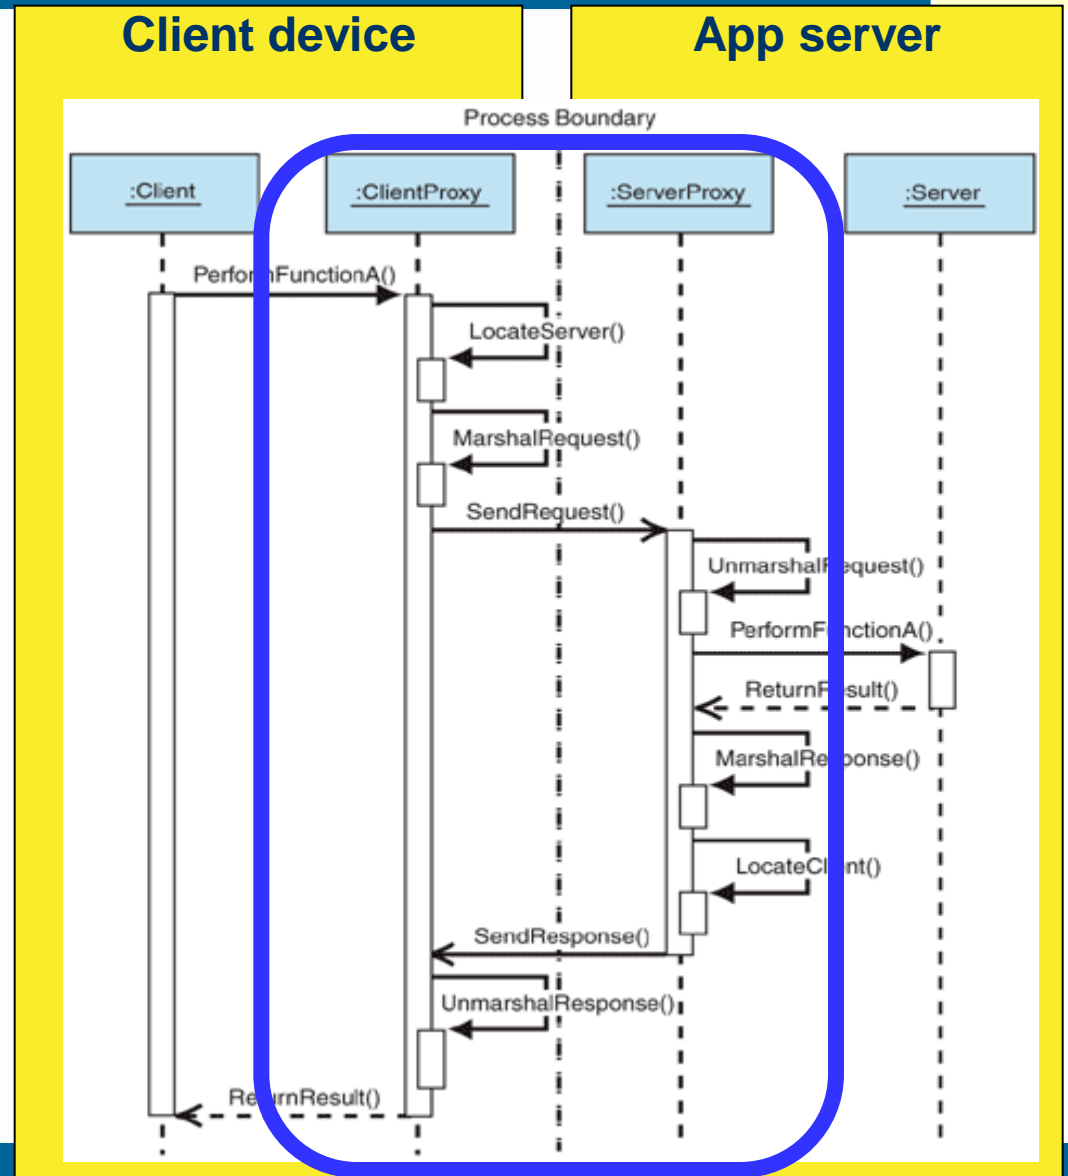 Client device
App server
Process Boundary
:Client
:ClientProxy
:ServerProxy
:Server
PerformFunctionA()
LocateServer()
MarshalRequest()
SendRequest()
UnmarshalRequest()
PerformFunctionA()
ReturnResult()
MarshalResponse()
LocateClient()
SendResponse()
UnmarshalResponse()
ReturnResult()